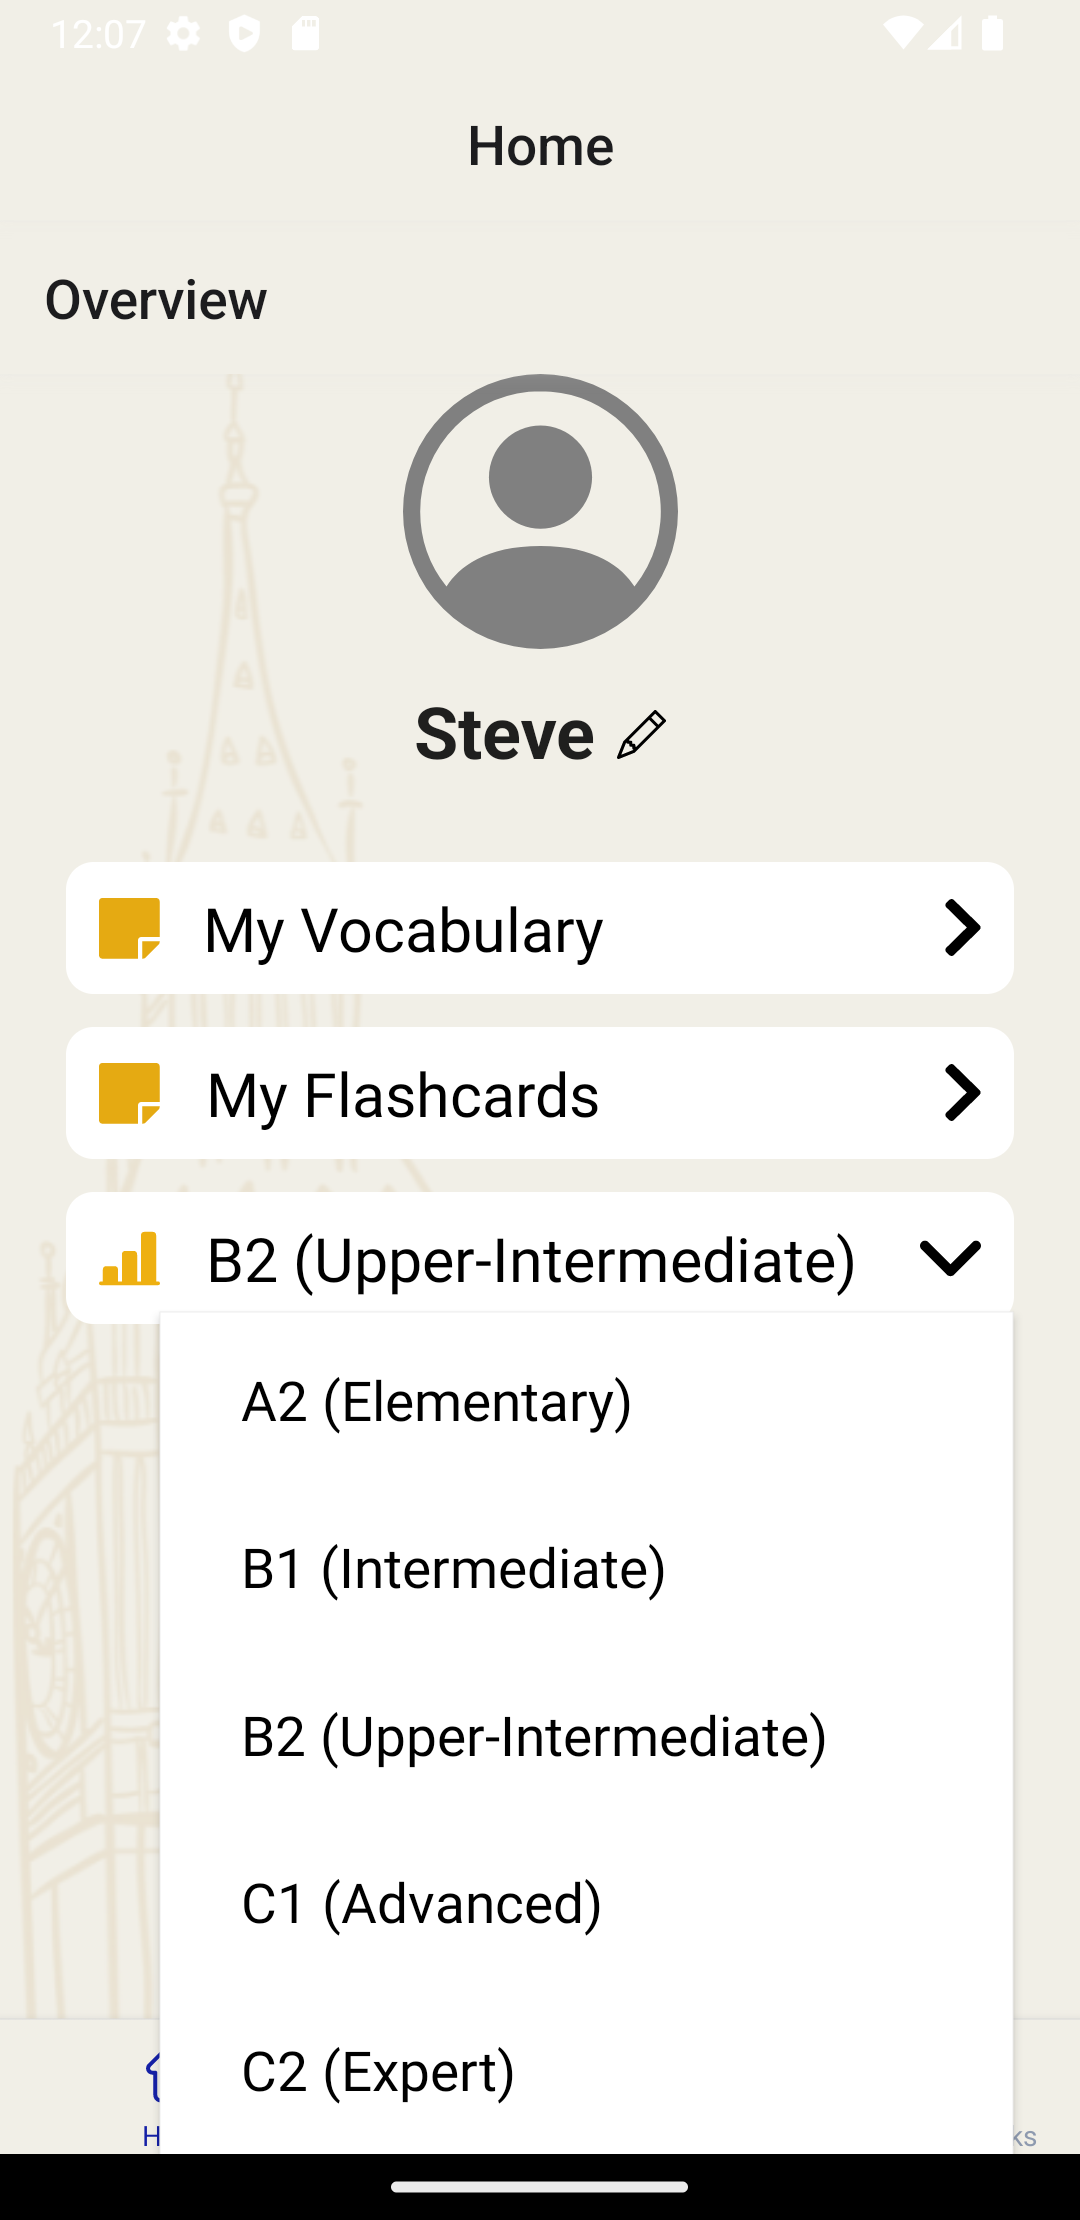 12:07
Home
Overview
Steve
My Vocabulary
My Flashcards
B2 (Upper-Intermediate)
A2 (Elementary)
B1 (Intermediate)
B2 (Upper-Intermediate)
C1 (Advanced)
C2 (Expert)
H
ks